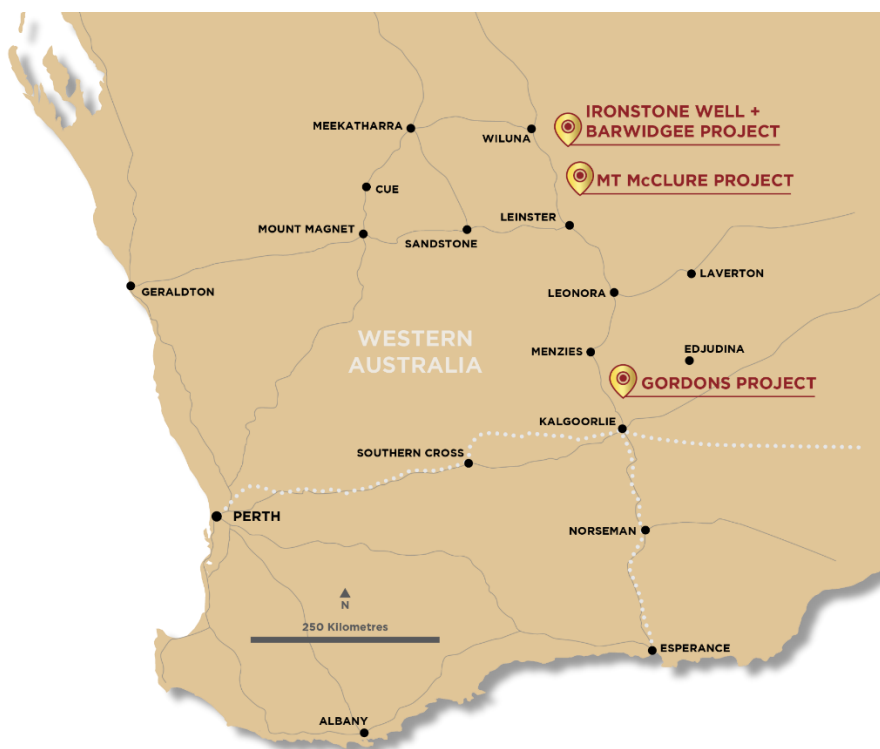 IRONSTONE WELL +
BARWIDGEE PROJECT
MEEKATHARRA
WILUNA
MT McCLURE PROJECT
CUE
LEINSTER
MOUNT MAGNET
SANDSTONE
LAVERTON
GERALDTON
LEONORA
WESTERN
AUSTRALIA
MENZIES
EDJUDINA
GORDONS PROJECT
KALGOORLIE
SOUTHERN CROSS
PERTH
NORSEMAN
N
250 Kilometres
ESPERANCE
ALBANY